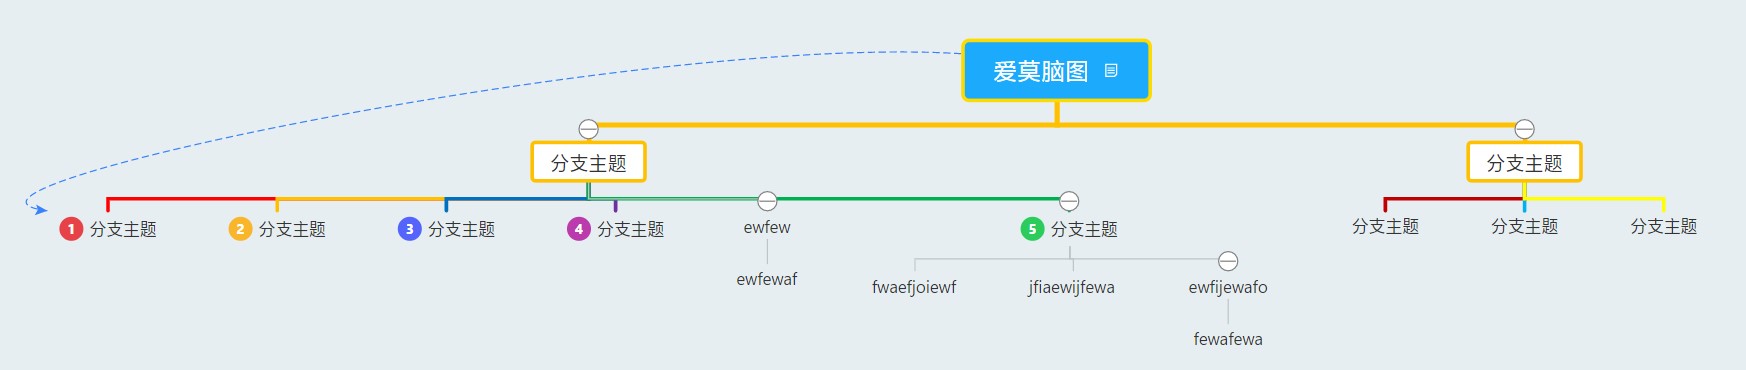 爱莫脑图
分支主题
分支主题
1 分支主题
2 分支主题
3 分支主题
4 分支主题
ewfew
5 分支主题
分支主题
分支主题
分支主题
ewfewaf
fwaefjoiewf
jfiaewijfewa
ewfijewafo
fewafewa